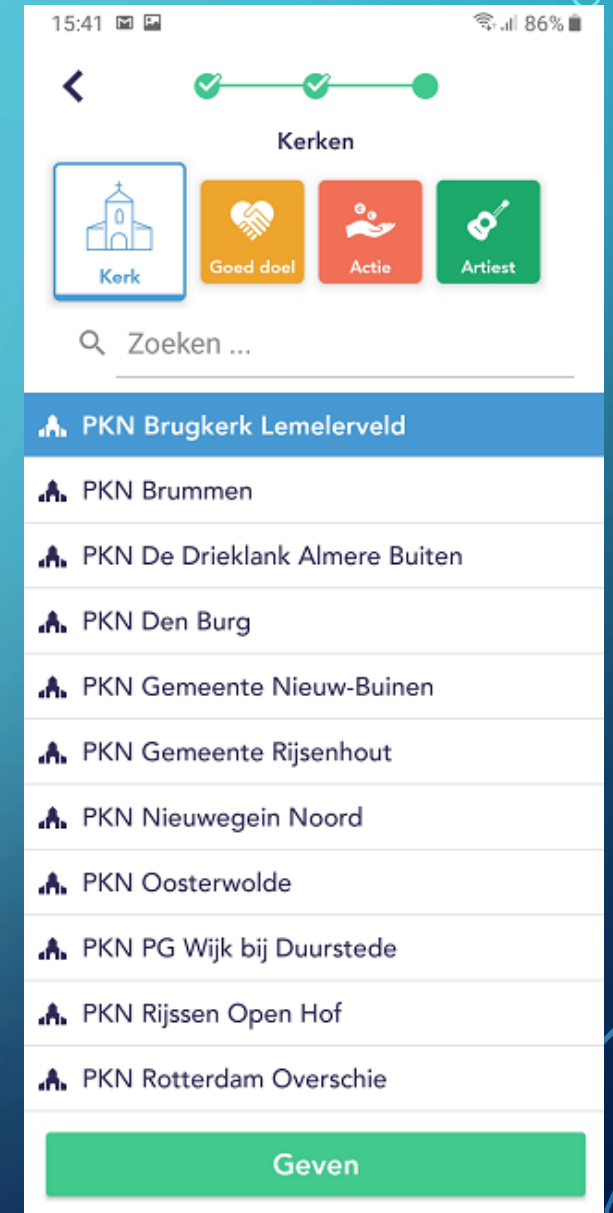 15:41 86%
Kerken
Kerk Goed doel Actie Artiest
Zoeken ...
PKN Brugkerk Lemelerveld
PKN Brummen
PKN De Drieklank Almere Buiten
PKN Den Burg
PKN Gemeente Nieuw-Buinen
PKN Gemeente Rijsenhout
PKN Nieuwegein Noord
PKN Oosterwolde
PKN PG Wijk bij Duurstede
PKN Rijssen Open Hof
PKN Rotterdam Overschie
Geven